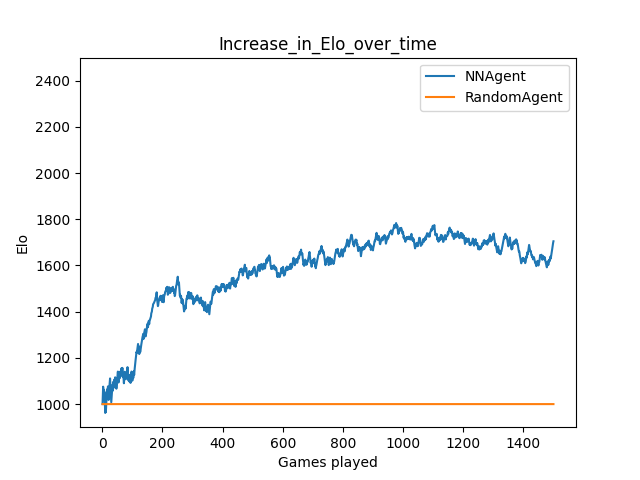 Increase_in_Elo_over_time
NNAgent
RandomAgent
2400
2200
2000
1800
1600
1400
1200
1000
Elo
0 200 400 600 800 1000 1200 1400
Games played